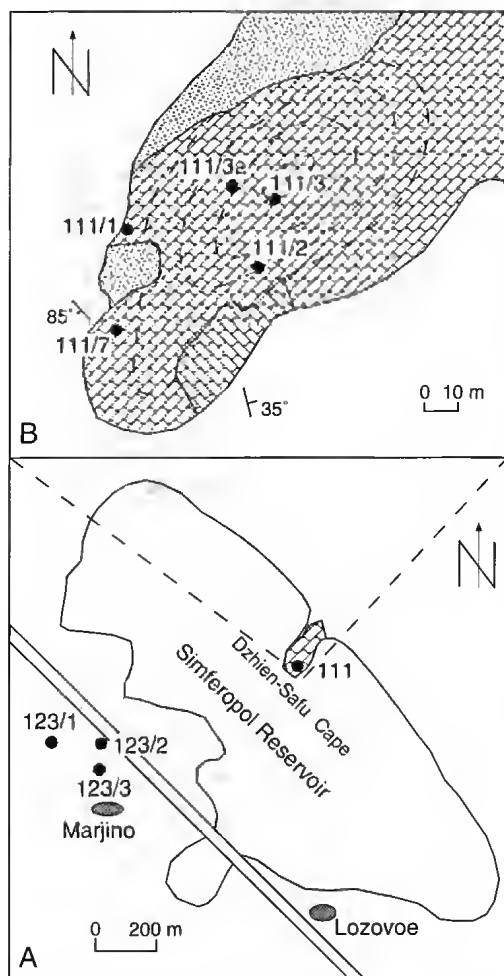 N
111/3e
111/3
111/1
111/2
85°
111/7
35°
0 10 m
B
N
111
Dzhien-Safu Cape
Simferopol Reservoir
123/1
123/2
123/3
Marjino
0 200 m
Lozovoe
A